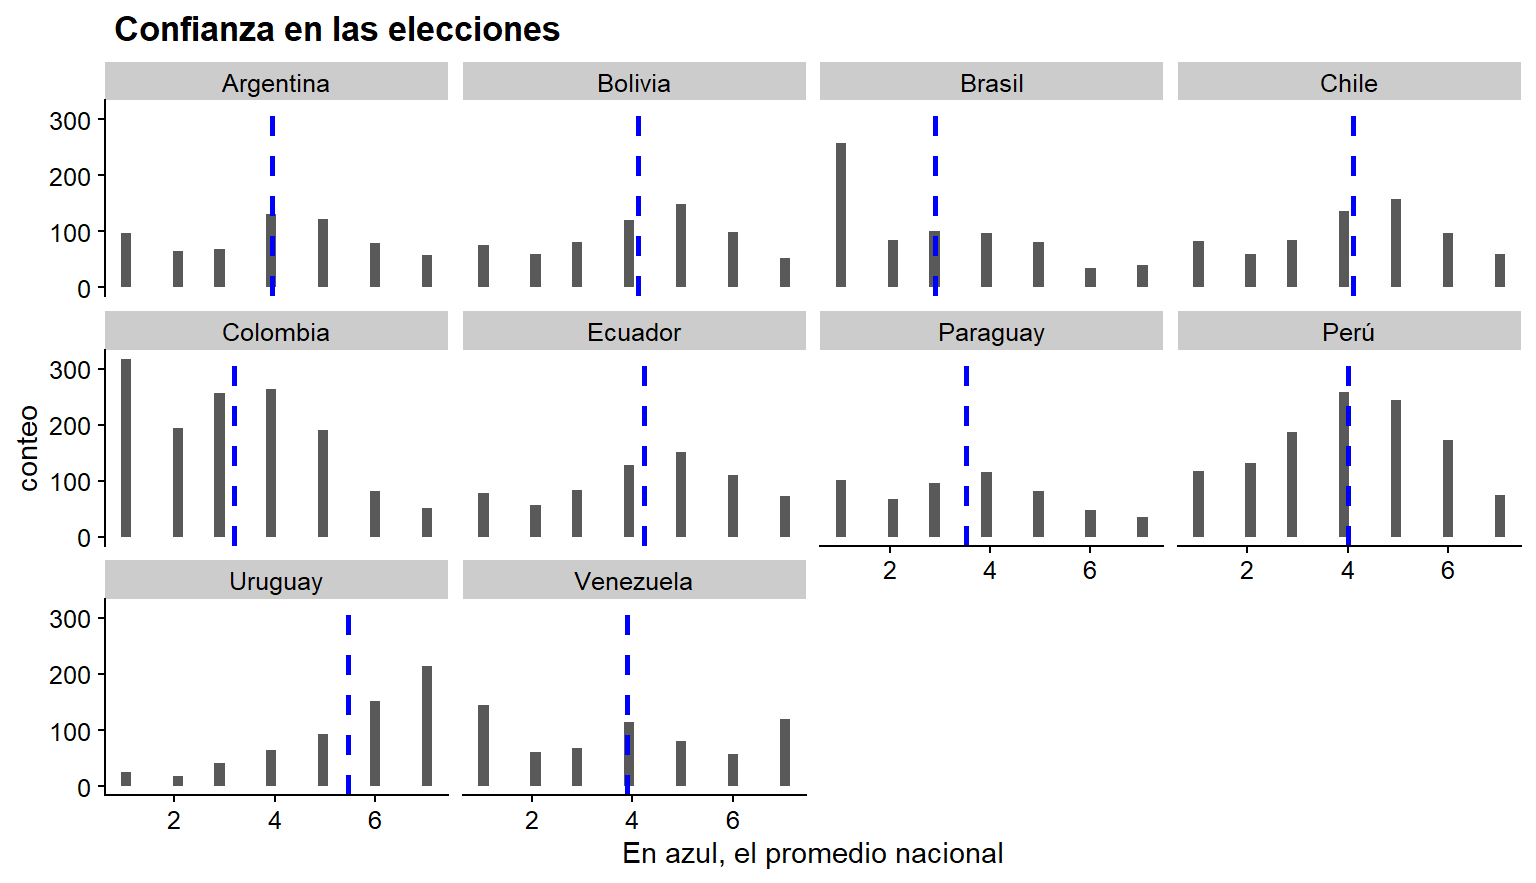 Confianza en las elecciones
Argentina Bolivia Brasil Chile
300
200
100
0
Colombia Ecuador Paraguay Perú
300
200
100
0
conteo
2 4 6 2 4 6
Uruguay Venezuela
300
200
100
0
2 4 6 2 4 6
En azul, el promedio nacional